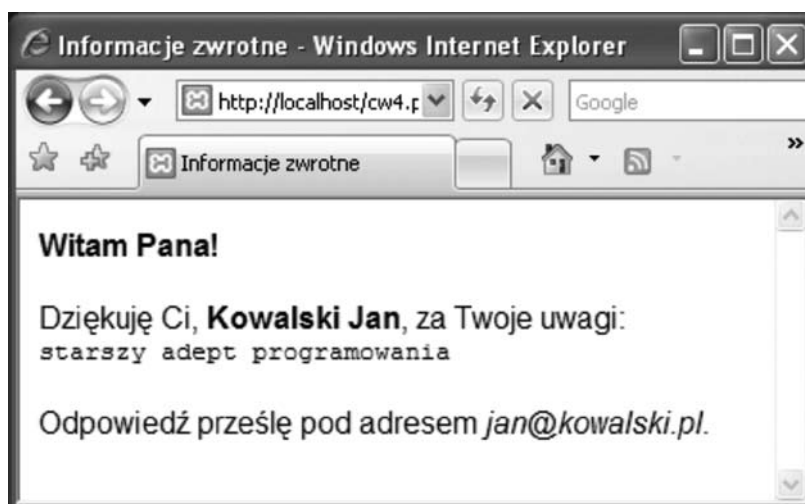 Informacje zwrotne - Windows Internet Explorer
http://localhost/cw4.p
Google
Informacje zwrotne
»
Witam Pana!
Dziękuję Ci, Kowalski Jan, za Twoje uwagi:
starszy adept programowania
Odpowiedź prześlę pod adresem jan@kowalski.pl.